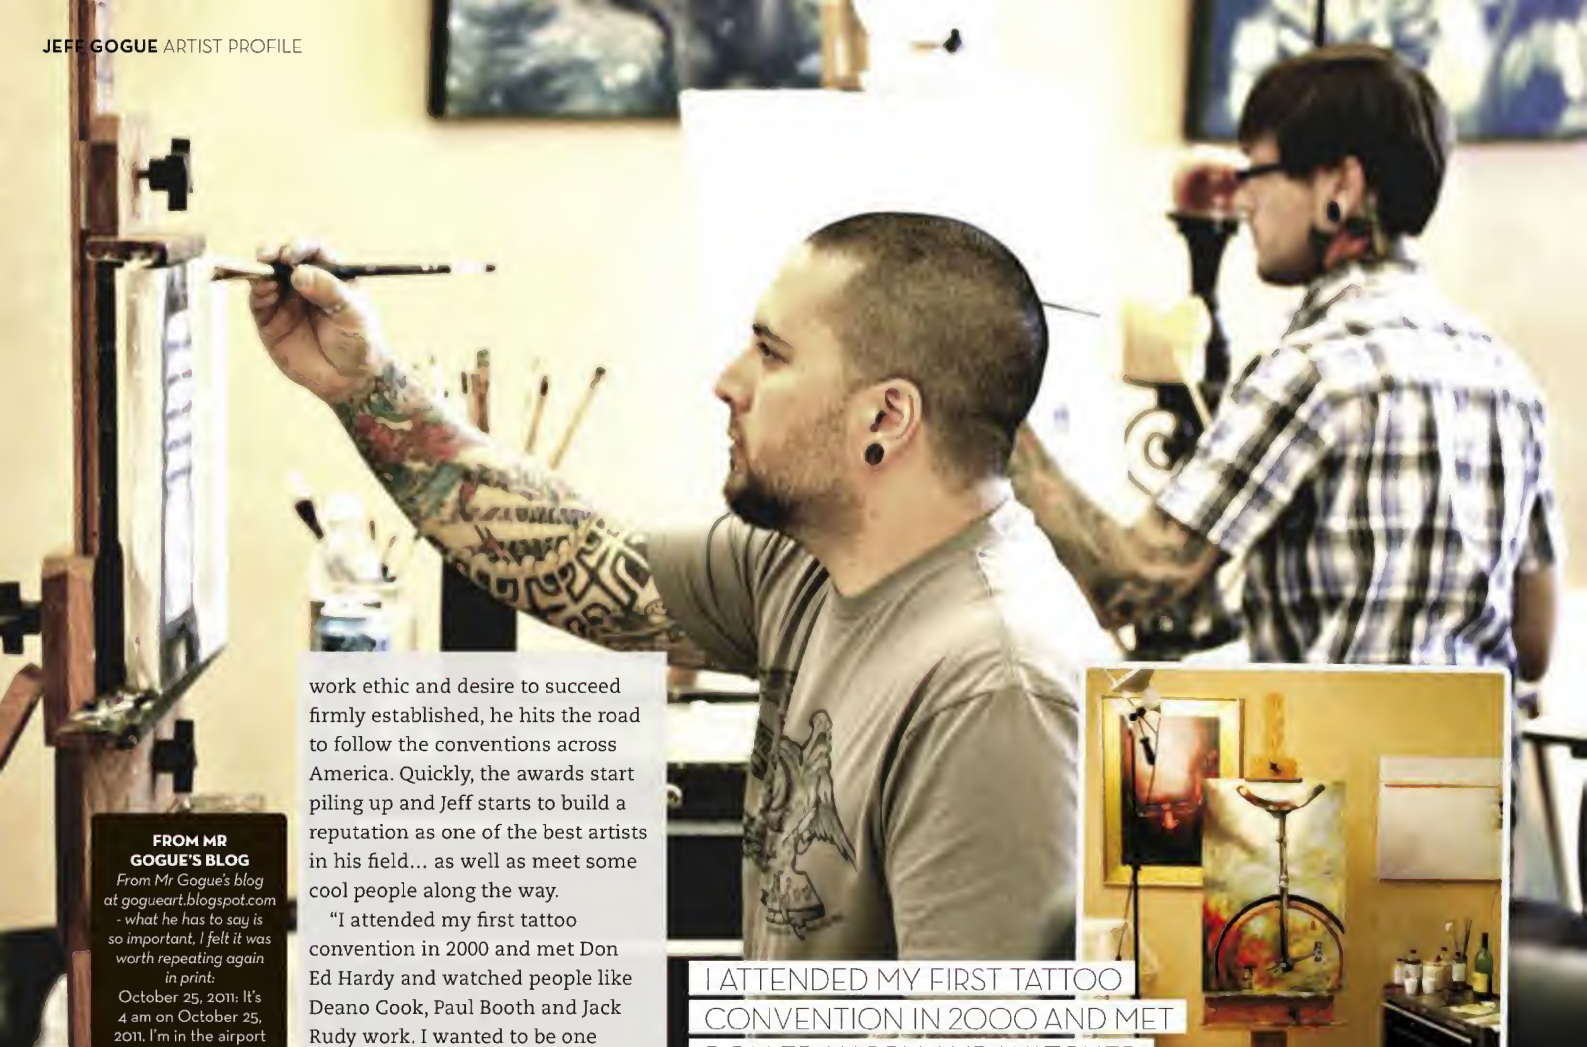 JEFF GOGUE ARTIST PROFILE
work ethic and desire to succeed
firmly established, he hits the road
to follow the conventions across
America. Quickly, the awards start
piling up and Jeff starts to build a
reputation as one of the best artists
in his field... as well as meet some
cool people along the way.
“I attended my first tattoo
convention in 2000 and met Don
Ed Hardy and watched people like
Deano Cook, Paul Booth and Jack
Rudy work. I wanted to be one
FROM MR
GOGUE'S BLOG
From Mr Gogue's blog
at gogueart.blogspot.com
- what he has to say is
so important, I felt it was
worth repeating again
in print:
October 25, 2011: It's
4 am on October 25,
2011. I'm in the airport
I ATTENDED MY FIRST TATTOO
CONVENTION IN 2000 AND MET